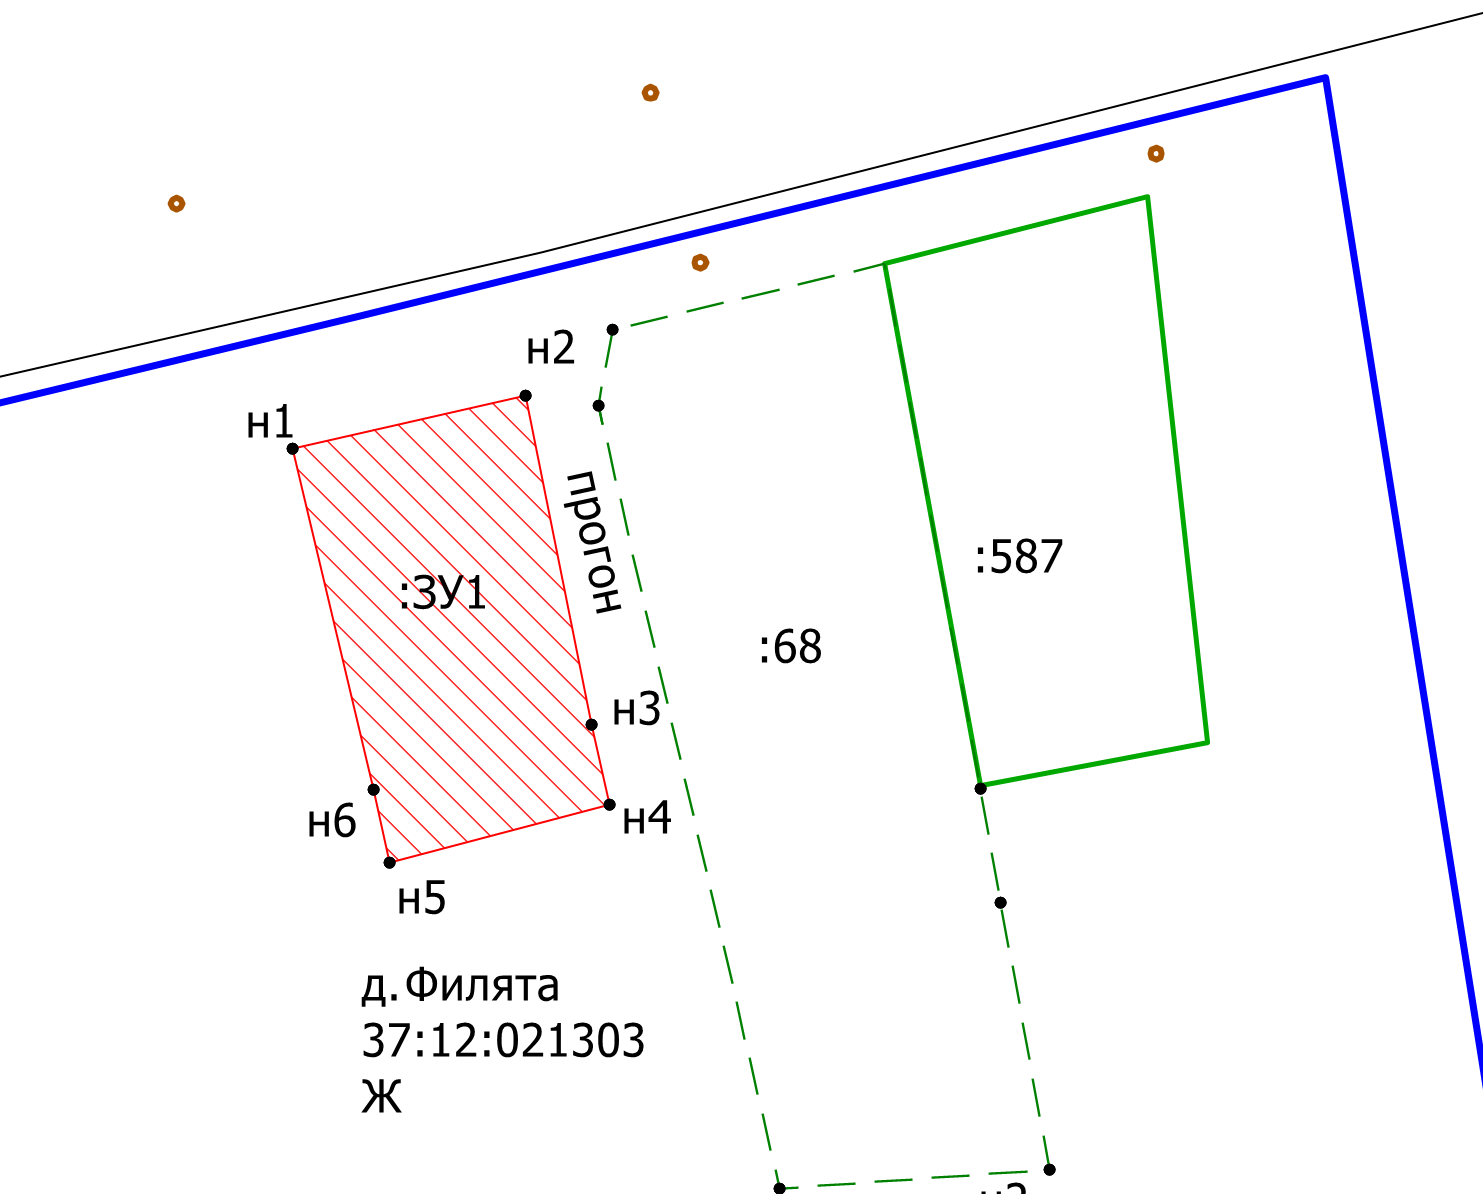 н2
н1
прогон
:587
:ЗУ1
:68
н3
н4
н6
н5
д.Филята
37:12:021303
Ж